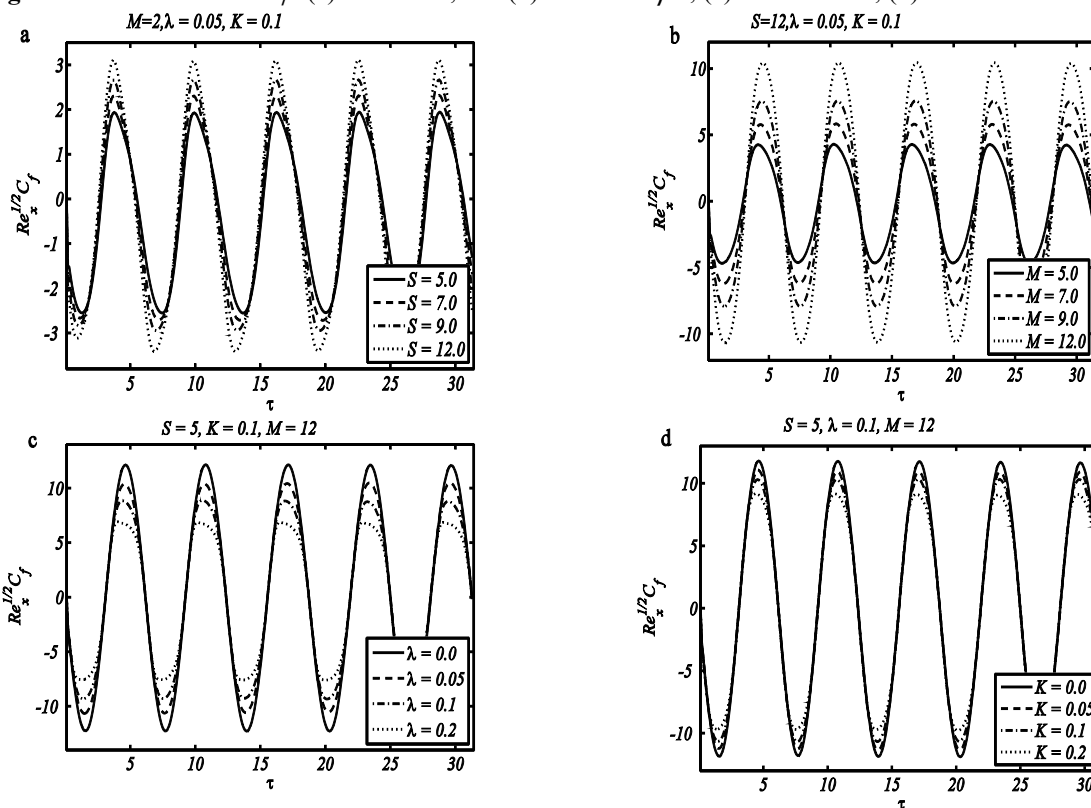 a
M=2,λ = 0.05, K = 0.1
3
2
1
0
-1
-2
-3
Re_x^{1/2}C_f
S = 5.0
S = 7.0
S = 9.0
S = 12.0
5 10 15 20 25 30
τ
b
S=12,λ = 0.05, K = 0.1
10
5
0
-5
-10
Re_x^{1/2}C_f
M = 5.0
M = 7.0
M = 9.0
M = 12.0
5 10 15 20 25 30
τ
c
S = 5, K = 0.1, M = 12
10
5
0
-5
-10
Re_x^{1/2}C_f
λ = 0.0
λ = 0.05
λ = 0.1
λ = 0.2
5 10 15 20 25 30
τ
d
S = 5, λ = 0.1, M = 12
10
5
0
-5
-10
Re_x^{1/2}C_f
K = 0.0
K = 0.05
K = 0.1
K = 0.2
5 10 15 20 25 30
τ